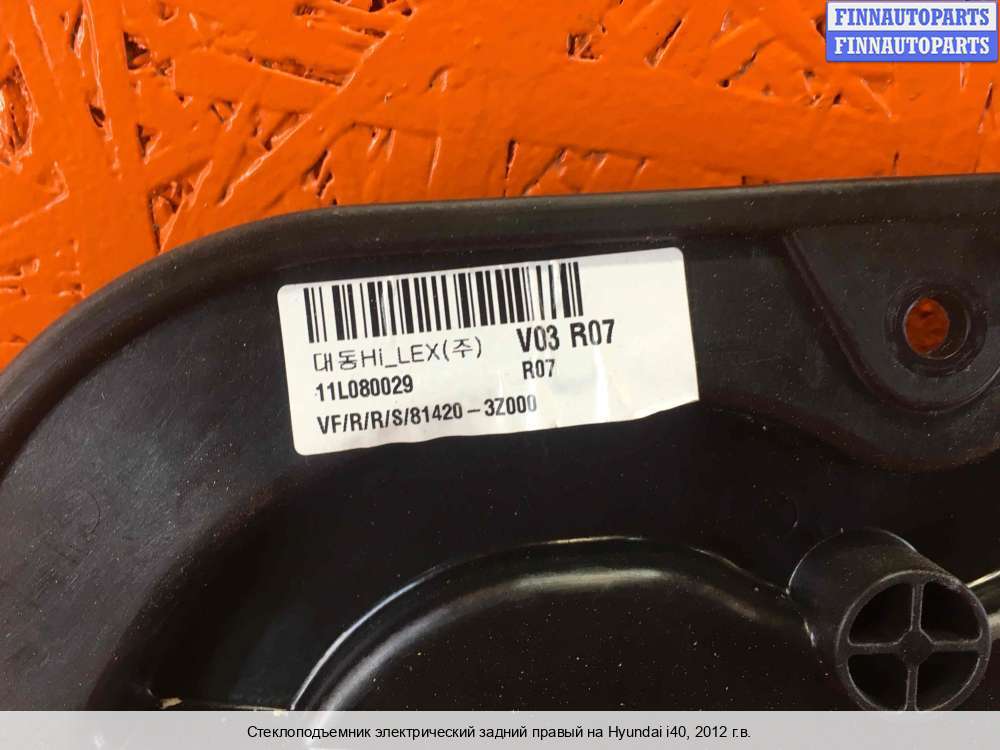 FINNAUTOPARTS
FINNAUTOPARTS
대동Hi_LEX(주) V03 R07
11L080029 R07
VF/R/R/S/81420-3Z000
Стеклоподъемник электрический задний правый на Hyundai i40, 2012 г.в.